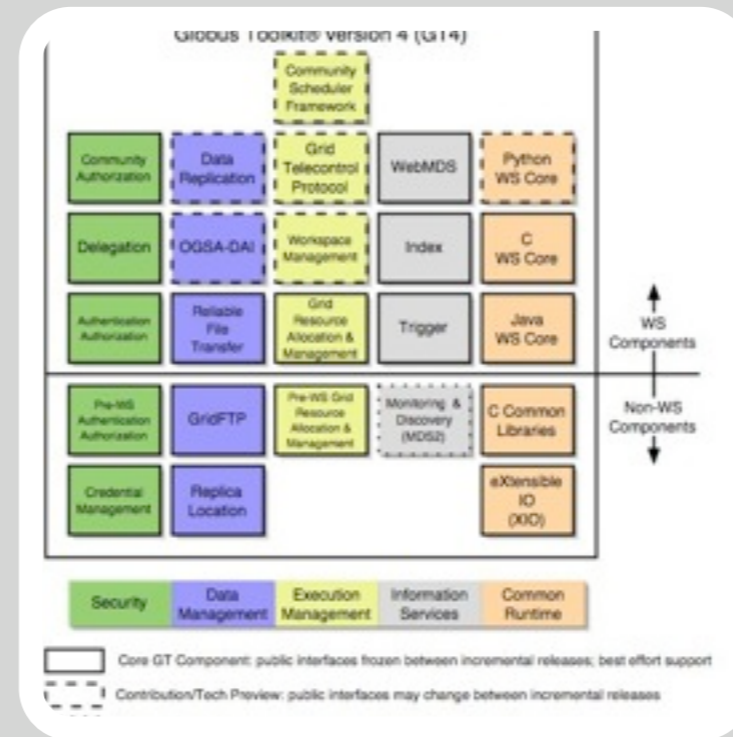 Globus Toolkit® Version 4 (GT4)
Community
Scheduler
Framework
Community
Authorization
Data
Replication
Grid
Telecontrol
Protocol
WebMDS
Python
WS Core
Delegation
OGSA-DAI
Workspace
Management
Index
C
WS Core
Authentication
Authorization
Reliable
File
Transfer
Grid
Resource
Allocation &
Management
Trigger
Java
WS Core
WS
Components
Pre-WS
Authentication
Authorization
GridFTP
Pre-WS Grid
Resource
Allocation &
Management
Monitoring &
Discovery
(MDS2)
C Common
Libraries
Non-WS
Components
Credential
Management
Replica
Location
eXtensible
IO
(XIO)
Security
Data
Management
Execution
Management
Information
Services
Common
Runtime
Core GT Component: public interfaces frozen between incremental releases; best effort support
Contribution/Tech Preview: public interfaces may change between incremental releases